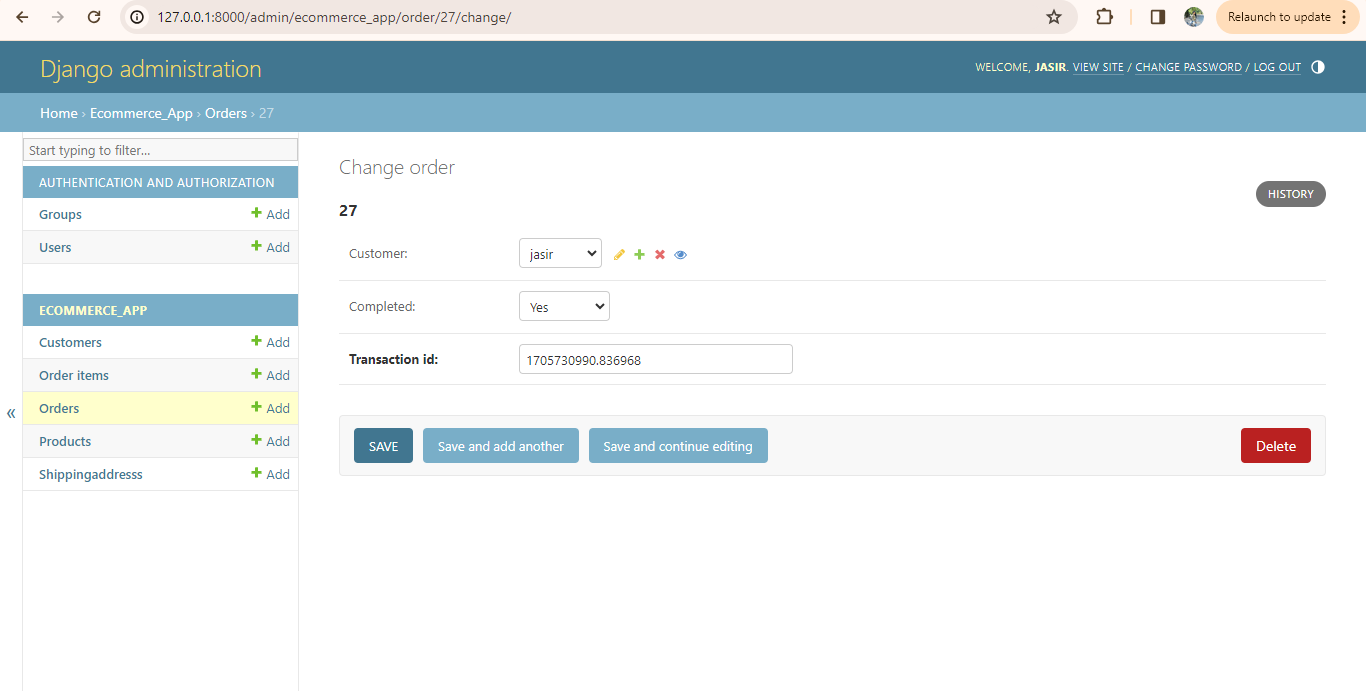 127.0.0.1:8000/admin/ecommerce_app/order/27/change/
Relaunch to update
Django administration
WELCOME, JASIR. VIEW SITE / CHANGE PASSWORD / LOG OUT
Home › Ecommerce_App › Orders › 27
Start typing to filter...
AUTHENTICATION AND AUTHORIZATION
Groups + Add
Users + Add
ECOMMERCE_APP
Customers + Add
Order items + Add
Orders + Add
Products + Add
Shippingaddresss + Add
«
Change order
HISTORY
27
Customer: jasir
Completed: Yes
Transaction id: 1705730990.836968
SAVE Save and add another Save and continue editing Delete